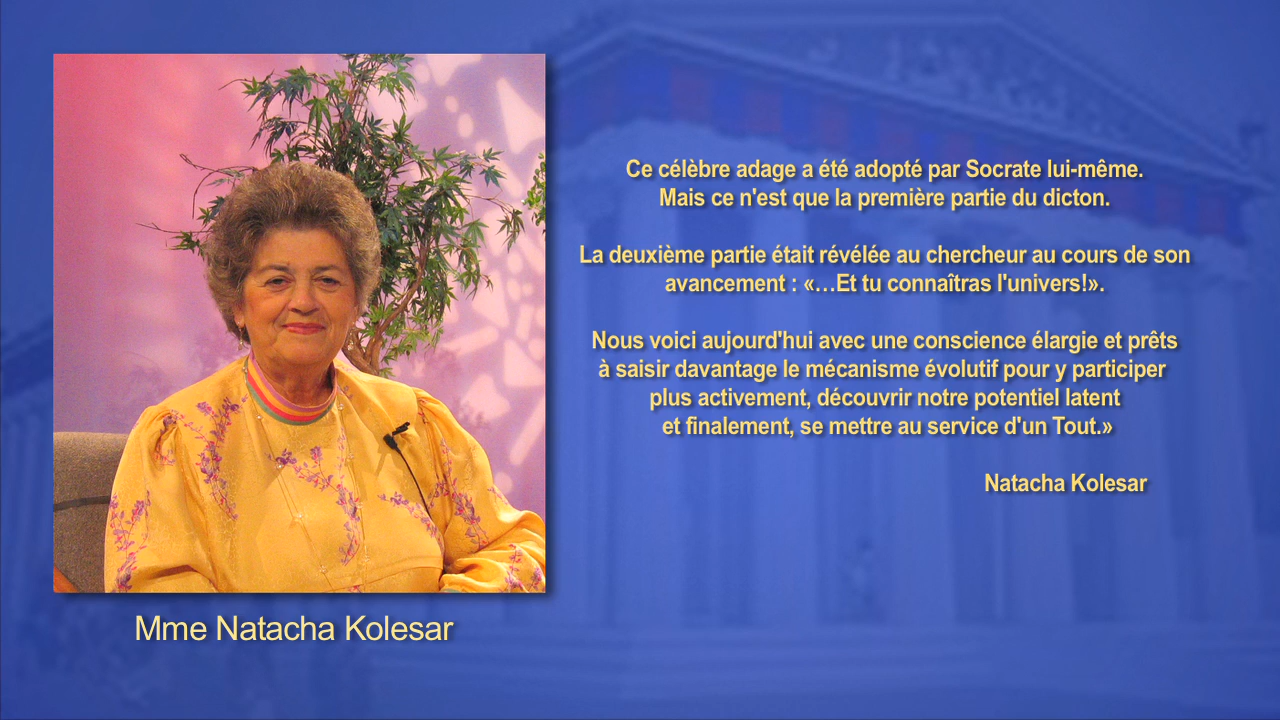 Ce célèbre adage a été adopté par Socrate lui-même.
Mais ce n'est que la première partie du dicton.
La deuxième partie était révélée au chercheur au cours de son
avancement : «…Et tu connaîtras l'univers!».
Nous voici aujourd'hui avec une conscience élargie et prêts
à saisir davantage le mécanisme évolutif pour y participer
plus activement, découvrir notre potentiel latent
et finalement, se mettre au service d'un Tout.»
Natacha Kolesar
Mme Natacha Kolesar